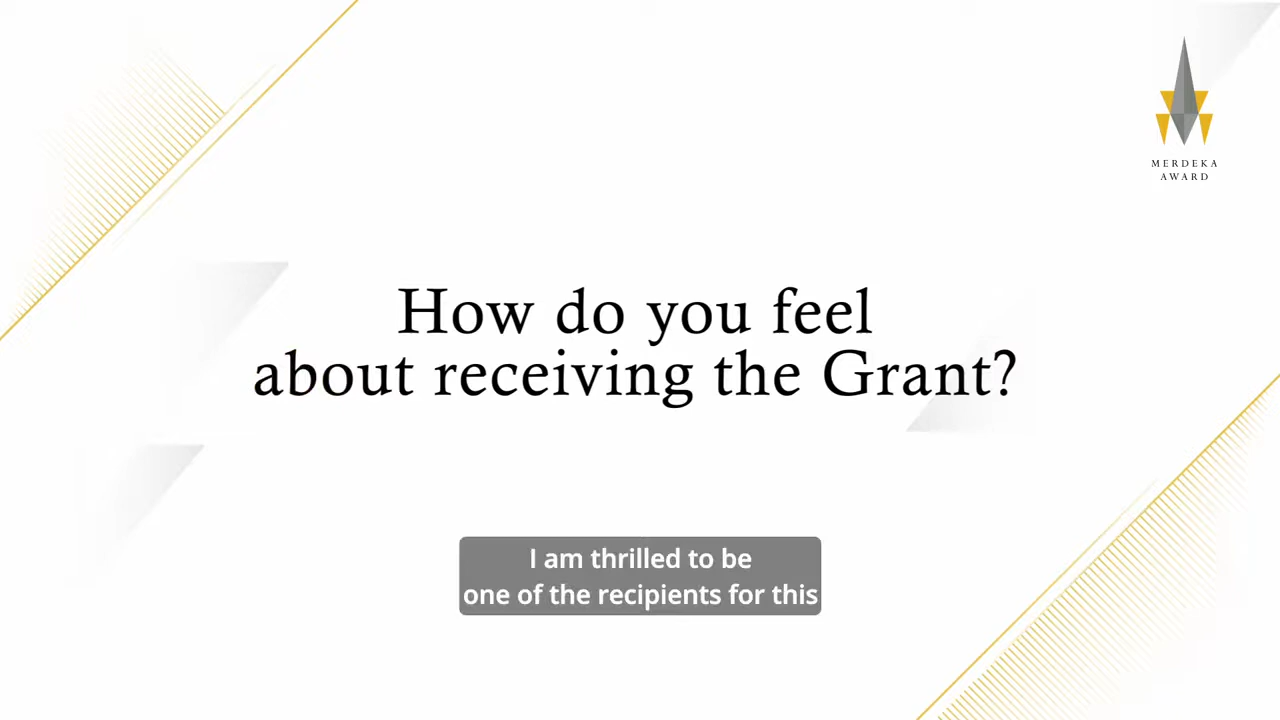 MERDEKA
AWARD
How do you feel
about receiving the Grant?
I am thrilled to be
one of the recipients for this